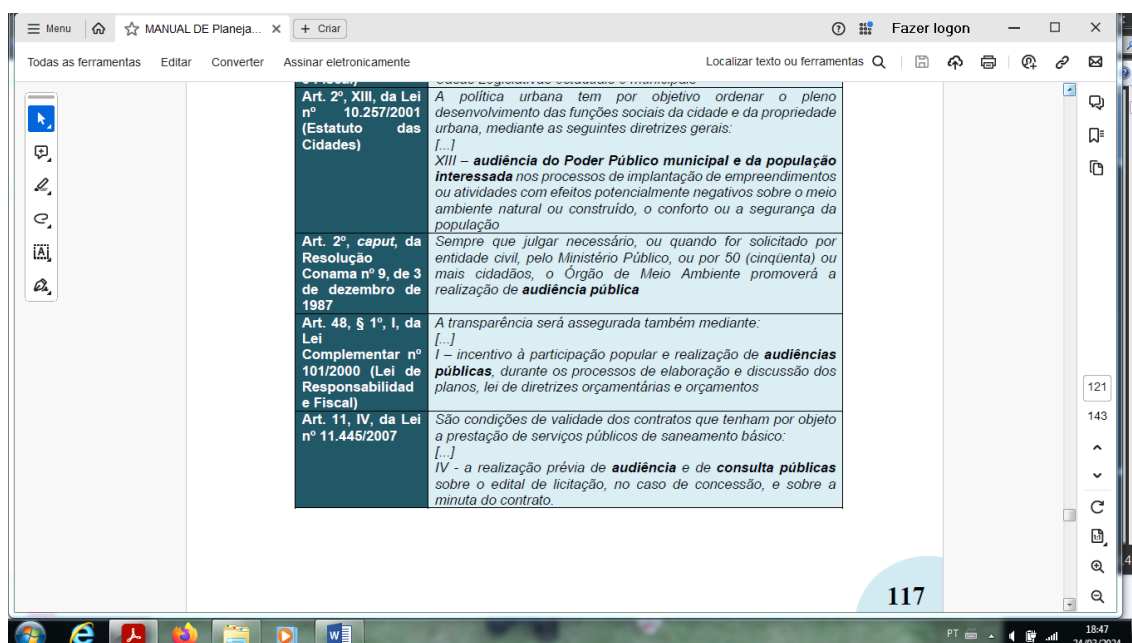 Menu
MANUAL DE Planeja...
Criar
Fazer logon
Todas as ferramentas Editar Converter Assinar eletronicamente
Localizar texto ou ferramentas
Art. 2º, XIII, da Lei
nº 10.257/2001
(Estatuto das
Cidades)
A política urbana tem por objetivo ordenar o pleno
desenvolvimento das funções sociais da cidade e da propriedade
urbana, mediante as seguintes diretrizes gerais:
[...]
XIII – audiência do Poder Público municipal e da população
interessada nos processos de implantação de empreendimentos
ou atividades com efeitos potencialmente negativos sobre o meio
ambiente natural ou construído, o conforto ou a segurança da
população
Art. 2º, caput, da
Resolução
Conama nº 9, de 3
de dezembro de
1987
Sempre que julgar necessário, ou quando for solicitado por
entidade civil, pelo Ministério Público, ou por 50 (cinqüenta) ou
mais cidadãos, o Órgão de Meio Ambiente promoverá a
realização de audiência pública
Art. 48, § 1º, I, da
Lei
Complementar nº
101/2000 (Lei de
Responsabilidad
e Fiscal)
A transparência será assegurada também mediante:
[...]
I – incentivo à participação popular e realização de audiências
públicas, durante os processos de elaboração e discussão dos
planos, lei de diretrizes orçamentárias e orçamentos
Art. 11, IV, da Lei
nº 11.445/2007
São condições de validade dos contratos que tenham por objeto
a prestação de serviços públicos de saneamento básico:
[...]
IV - a realização prévia de audiência e de consulta públicas
sobre o edital de licitação, no caso de concessão, e sobre a
minuta do contrato.
117
121
143
PT
18:47